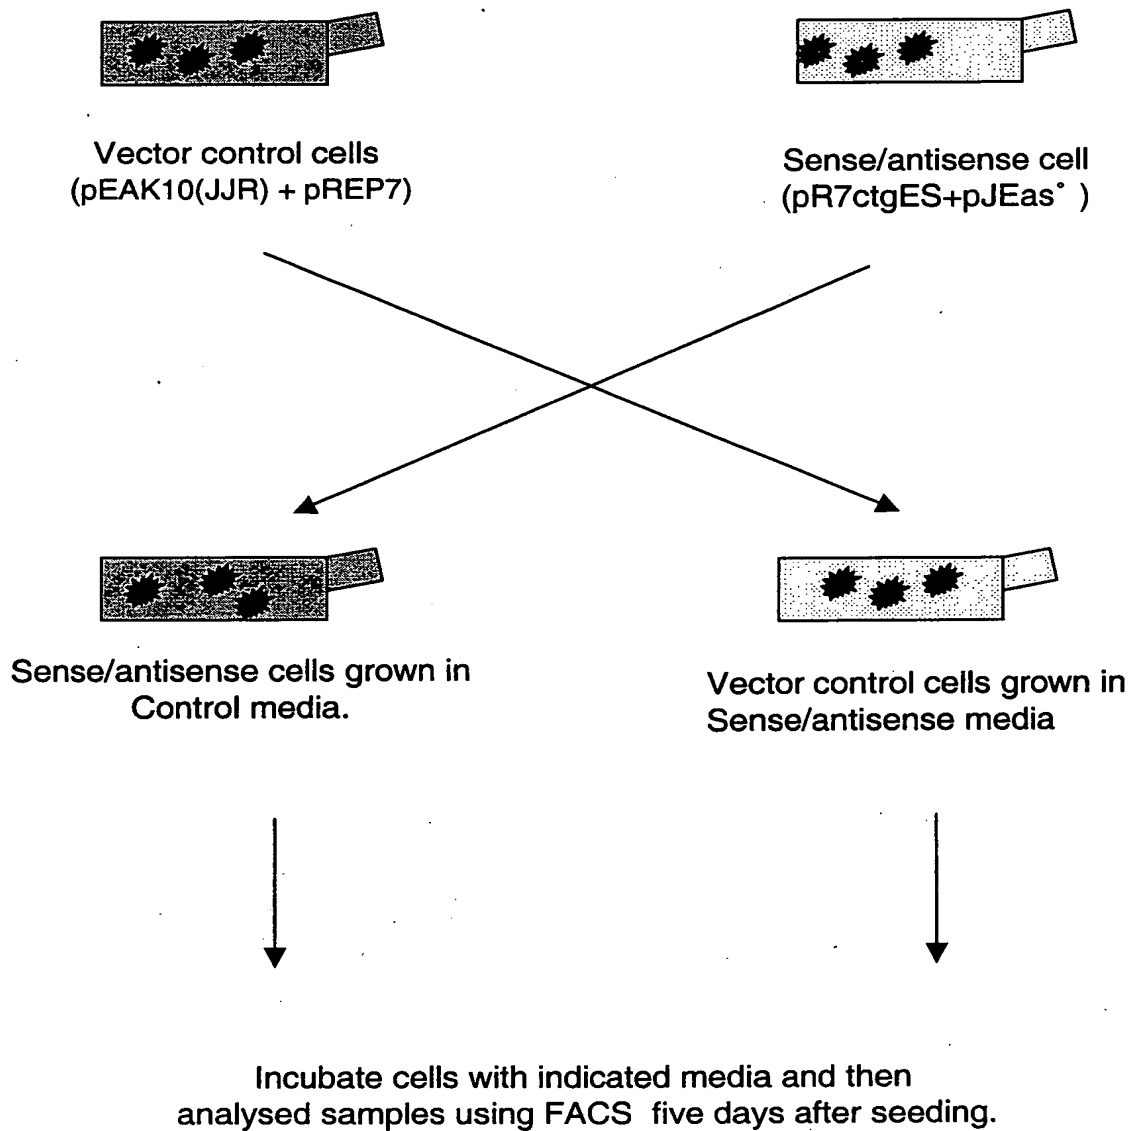 Vector control cells
(pEAK10(JJR) + pREP7)
Sense/antisense cell
(pR7ctgES+pJEas˚ )
Sense/antisense cells grown in
Control media.
Vector control cells grown in
Sense/antisense media
Incubate cells with indicated media and then
analysed samples using FACS five days after seeding.